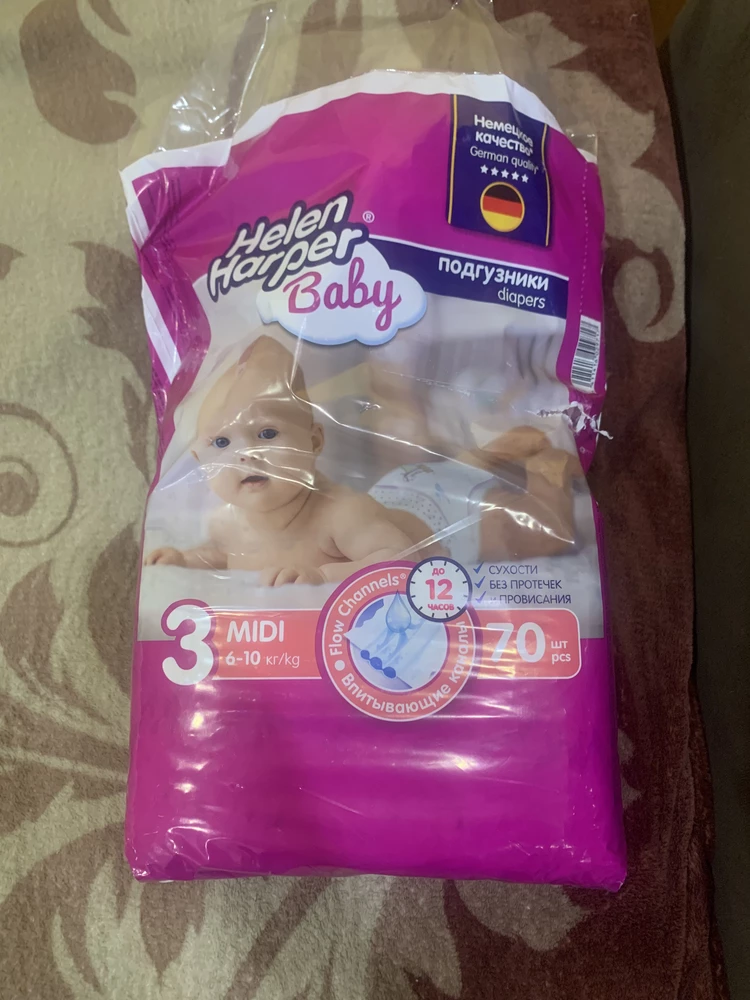 Немецкое
качество
German quality
Helen
Harper®
Baby
подгузники
diapers
до
12
часов
Flow Channels®
Впитывающие каналы
СУХОСТИ
БЕЗ ПРОТЕЧЕК
И ПРОВИСАНИЯ
3
MIDI
6-10 кг/kg
70 шт
pcs